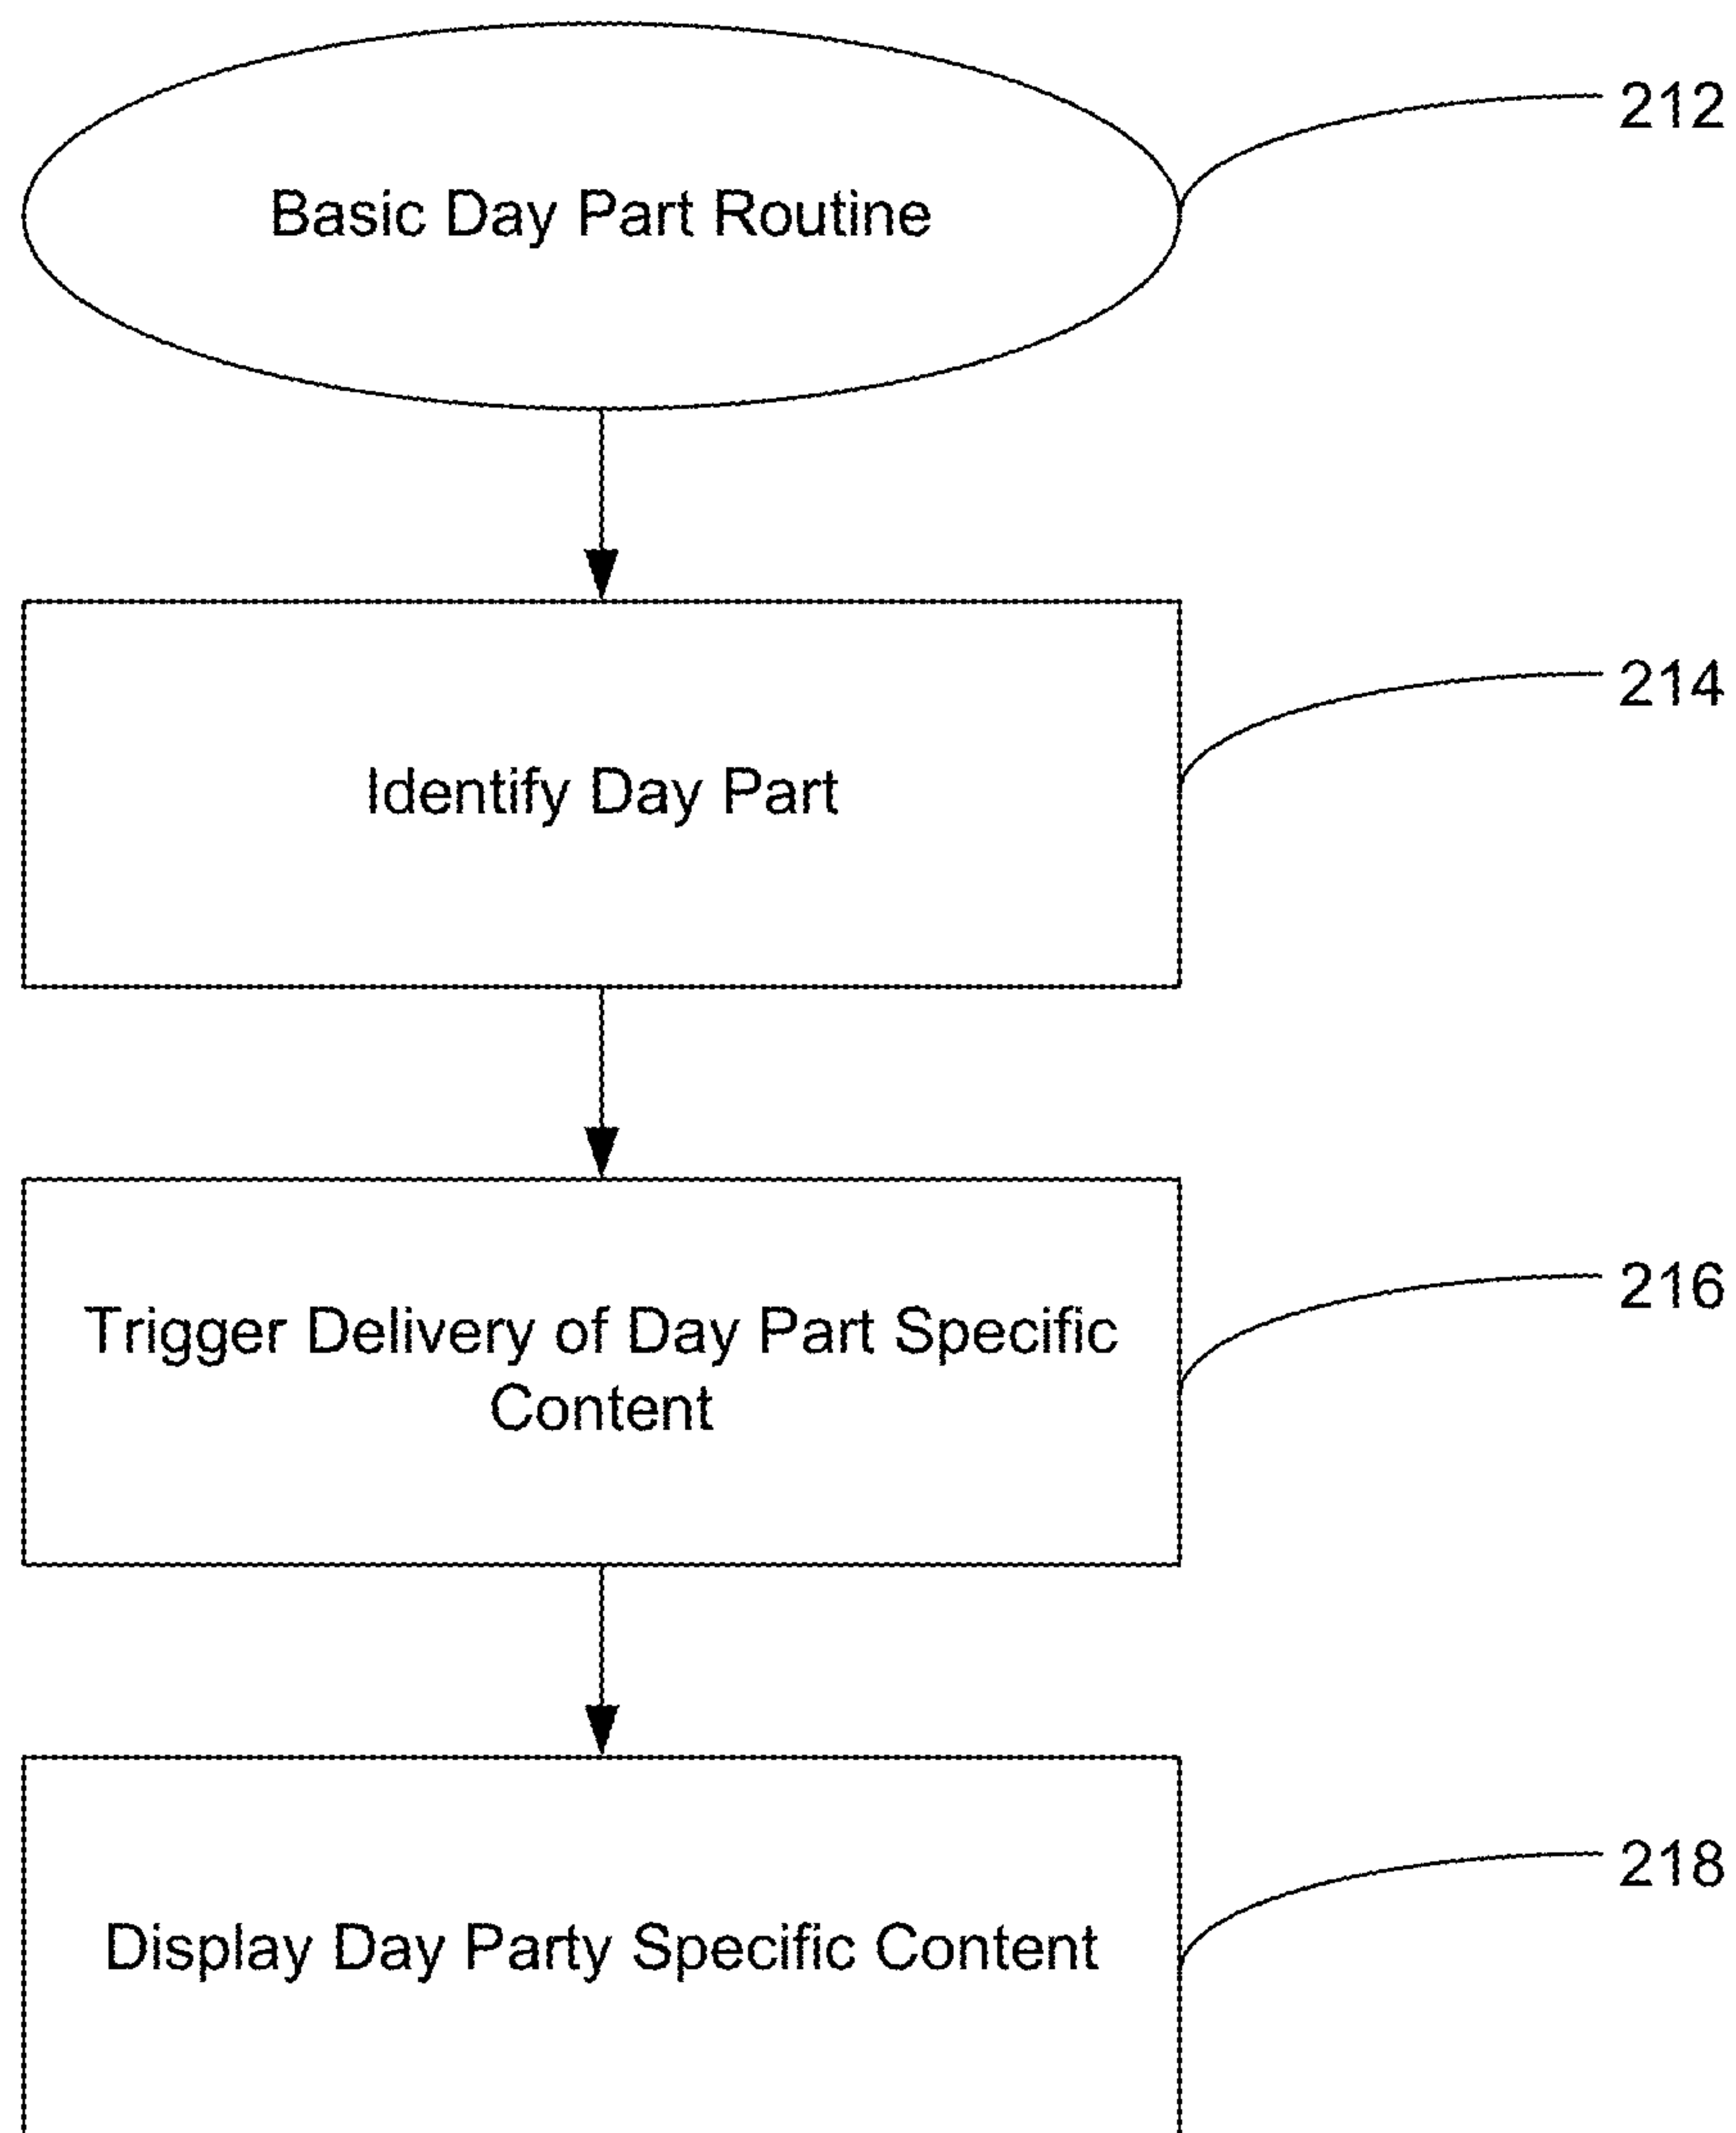 Basic Day Part Routine
212
Identify Day Part
214
Trigger Delivery of Day Part Specific
Content
216
Display Day Party Specific Content
218